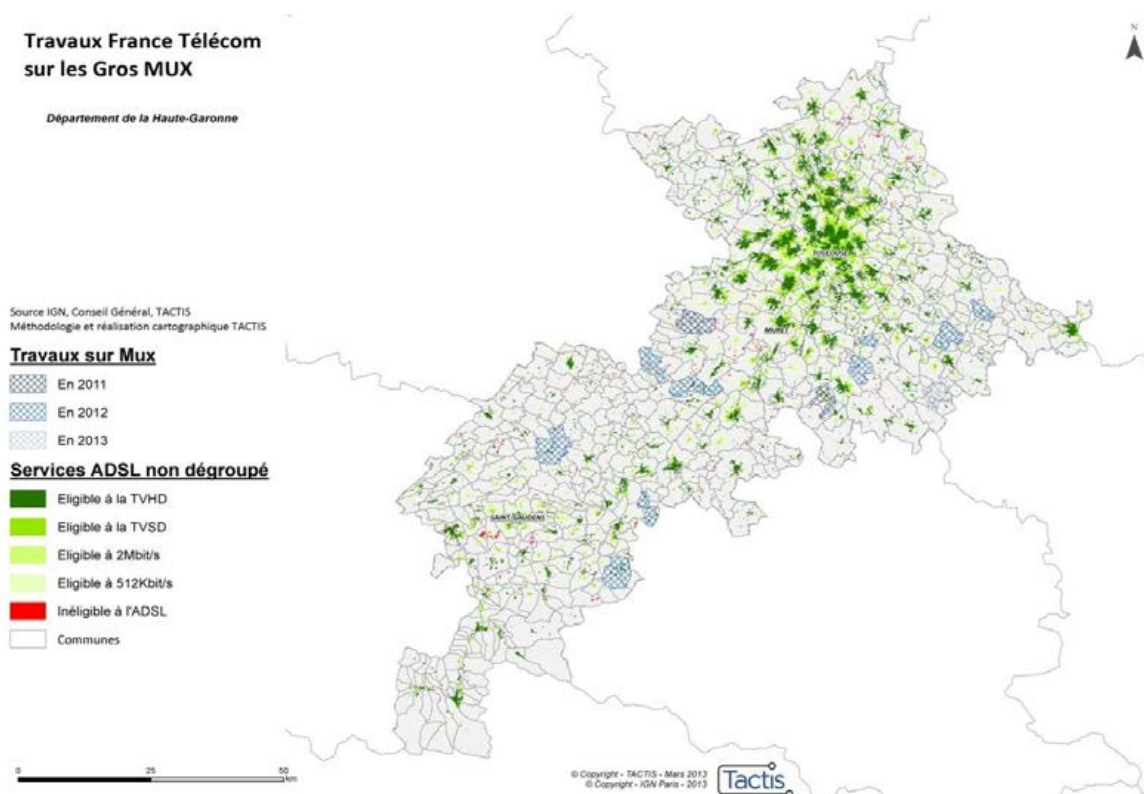 Travaux France Télécom
sur les Gros MUX
Département de la Haute-Garonne
N
TOULOUSE
MURET
SAINT-GAUDENS
Source IGN, Conseil Général, TACTIS
Méthodologie et réalisation cartographique TACTIS
Travaux sur Mux
En 2011
En 2012
En 2013
Services ADSL non dégroupé
Eligible à la TVHD
Eligible à la TVSD
Eligible à 2Mbit/s
Eligible à 512Kbit/s
Inéligible à l'ADSL
Communes
0 25 50
km
© Copyright - TACTIS - Mars 2013
© Copyright - IGN Paris - 2013
Tactis